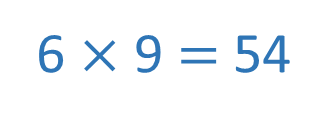 6 × 9 = 54